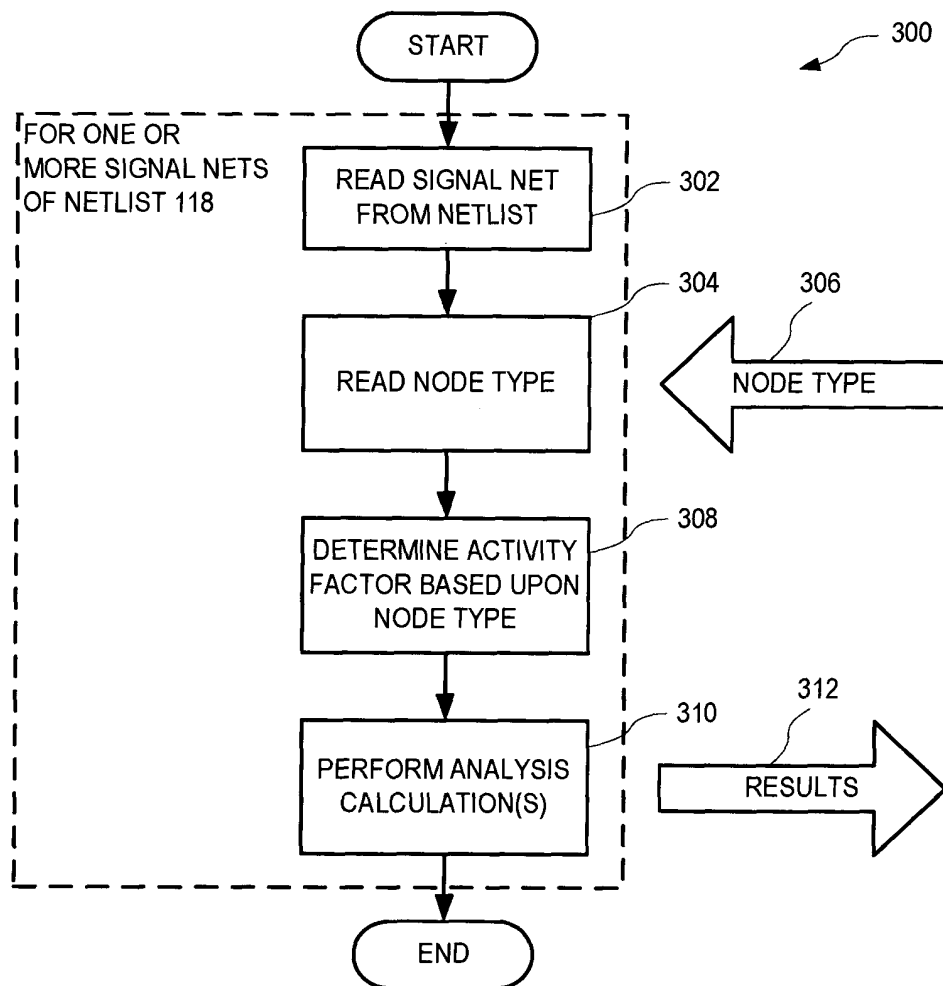 START
300
FOR ONE OR
MORE SIGNAL NETS
OF NETLIST 118
READ SIGNAL NET
FROM NETLIST
302
304
READ NODE TYPE
306
NODE TYPE
308
DETERMINE ACTIVITY
FACTOR BASED UPON
NODE TYPE
310
PERFORM ANALYSIS
CALCULATION(S)
312
RESULTS
END